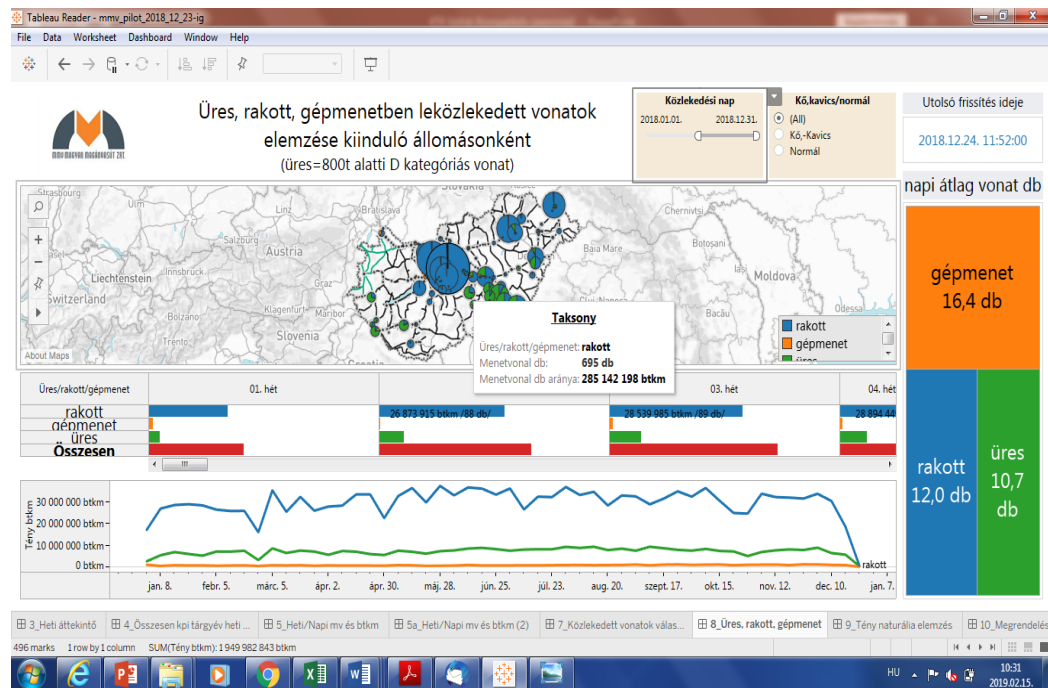 Tableau Reader - mmv_pilot_2018_12_23-ig
File Data Worksheet Dashboard Window Help
MMV-MAGYAR MAGÁNVASÚT ZRT.
Üres, rakott, gépmenetben leközlekedett vonatok
elemzése kiinduló állomásonként
(üres=800t alatti D kategóriás vonat)
Közlekedési nap
2018.01.01. 2018.12.31.
Kő,kavics/normál
(All)
Kő,-Kavics
Normál
Utolsó frissítés ideje
2018.12.24. 11:52:00
napi átlag vonat db
gépmenet
16,4 db
rakott
12,0 db
üres
10,7
db
Strasbourg
Ulm
Linz
Bratislava
Slovakia
Chernivtsi
Salzburg
Austria
Baia Mare
Botosani
Liechtenstein
Innsbruck
Graz
Iași
Moldova
Switzerland
Bolzano
Klagenfurt
Maribor
Cluj-Napoca
Bacău
Odessa
Trento
Slovenia
About Maps
Taksony
Üres/rakott/gépmenet: rakott
Menetvonal db: 695 db
Menetvonal db aránya: 285 142 198 btkm
rakott
gépmenet
üres
Üres/rakott/gépmenet 01. hét 03. hét 04. hét
rakott 26 873 915 btkm /88 db/ 28 539 985 btkm /89 db/ 28 894 44
gépmenet
üres
Összesen
Tény btkm
30 000 000 btkm
20 000 000 btkm
10 000 000 btkm
0 btkm
rakott
jan. 8. febr. 5. márc. 5. ápr. 2. ápr. 30. máj. 28. jún. 25. júl. 23. aug. 20. szept. 17. okt. 15. nov. 12. dec. 10. jan. 7.
3_Heti áttekintő 4_Összesen kpi tárgyév heti ... 5_Heti/Napi mv és btkm 5a_Heti/Napi mv és btkm (2) 7_Közlekedett vonatok válas... 8_Üres, rakott, gépmenet 9_Tény naturália elemzés 10_Megrendelés
496 marks 1 row by 1 column SUM(Tény btkm): 1 949 982 843 btkm
HU
10:31
2019.02.15.